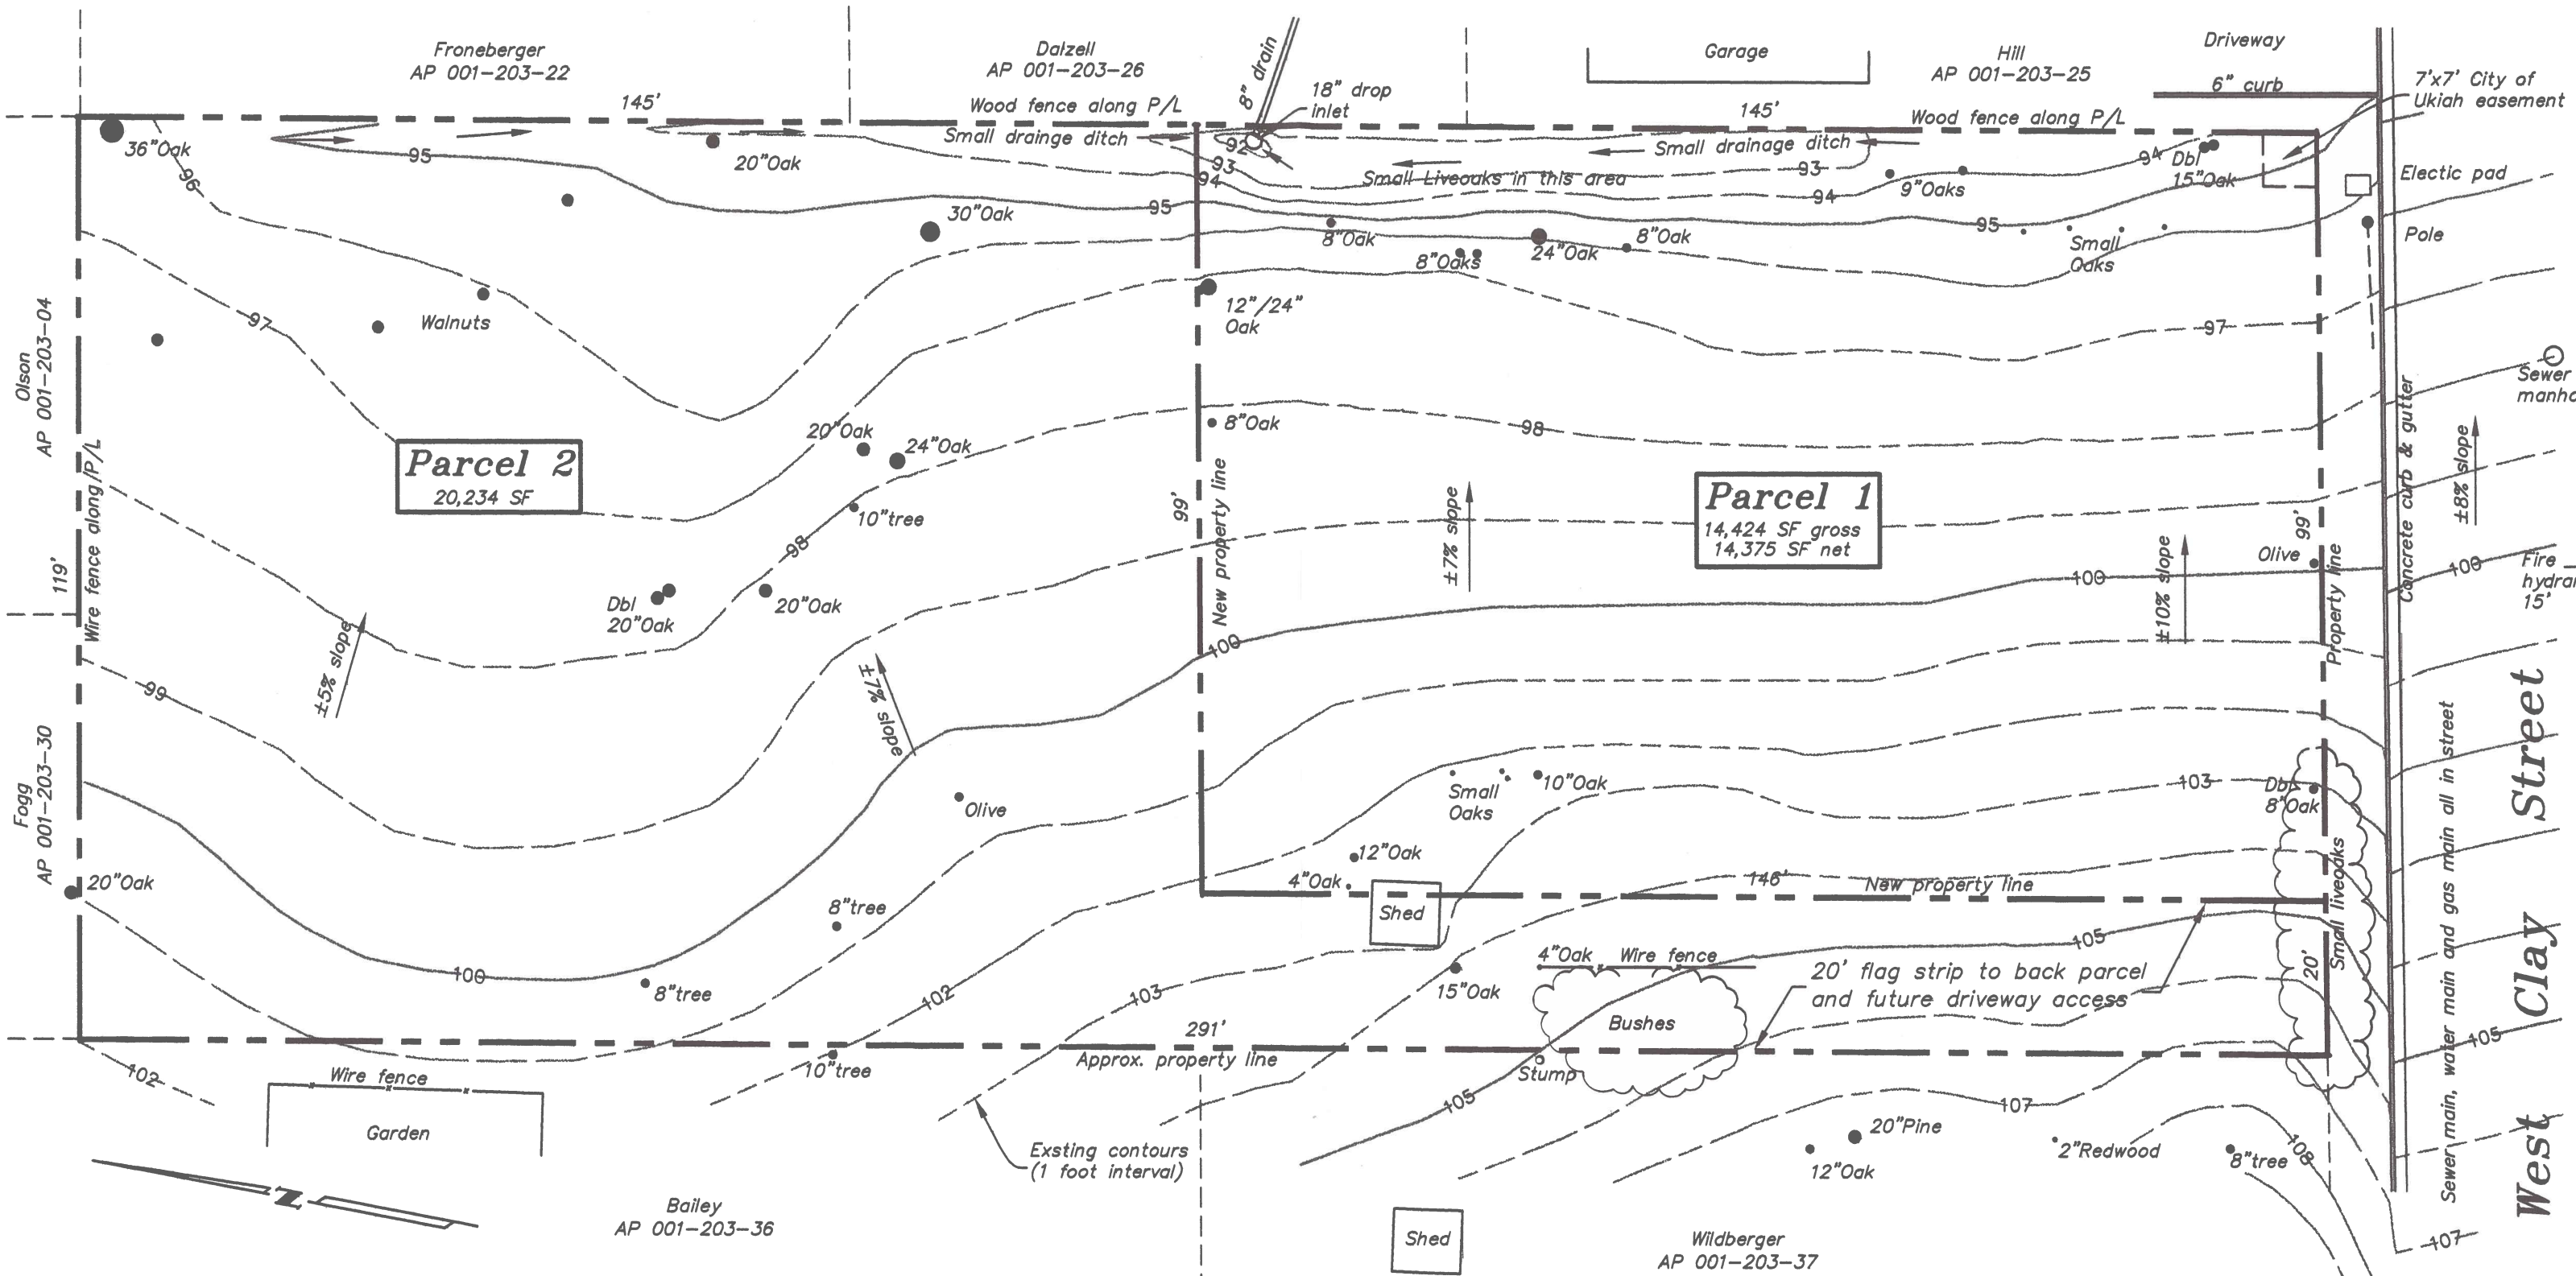 Froneberger
AP 001-203-22
Dalzell
AP 001-203-26
8" drain
18" drop
inlet
Garage
Hill
AP 001-203-25
Driveway
6" curb
7'x7' City of
Ukiah easement
145'
Wood fence along P/L
145'
Wood fence along P/L
Small drainge ditch
Small drainage ditch
36"Oak
96
95
20"Oak
92
93
94
95
Small Liveoaks in this area
93
94
9"Oaks
94
Dbl
15"Oak
Electic pad
30"Oak
8"Oak
8"Oaks
24"Oak
8"Oak
95
Small
Oaks
Pole
Olson
AP 001-203-04
97
Walnuts
12"/24"
Oak
97
Sewer
Wire fence along P/L
119'
Parcel 2
20,234 SF
20"Oak
24"Oak
10"tree
98
8"Oak
98
99'
New property line
±7% slope
Parcel 1
14,424 SF gross
14,375 SF net
±10% slope
99'
Olive
Property line
Concrete curb & gutter
±8% slope
100
100
Fire
15'
Dbl
20"Oak
20"Oak
±5% slope
±7% slope
100
99
Fogg
AP 001-203-30
Olive
Small
Oaks
10"Oak
103
Dbl
8"Oak
20"Oak
8"tree
12"Oak
4"Oak
Shed
146'
New property line
Small liveoaks
20'
100
8"tree
102
103
15"Oak
4"Oak
Wire fence
105
20' flag strip to back parcel
and future driveway access
Bushes
291'
Approx. property line
102
Wire fence
Garden
10"tree
Stump
105
107
105
Exsting contours
(1 foot interval)
20"Pine
12"Oak
2"Redwood
8"tree
108
107
N
Bailey
AP 001-203-36
Shed
Wildberger
AP 001-203-37
Sewer main, water main and gas main all in street
West Clay Street